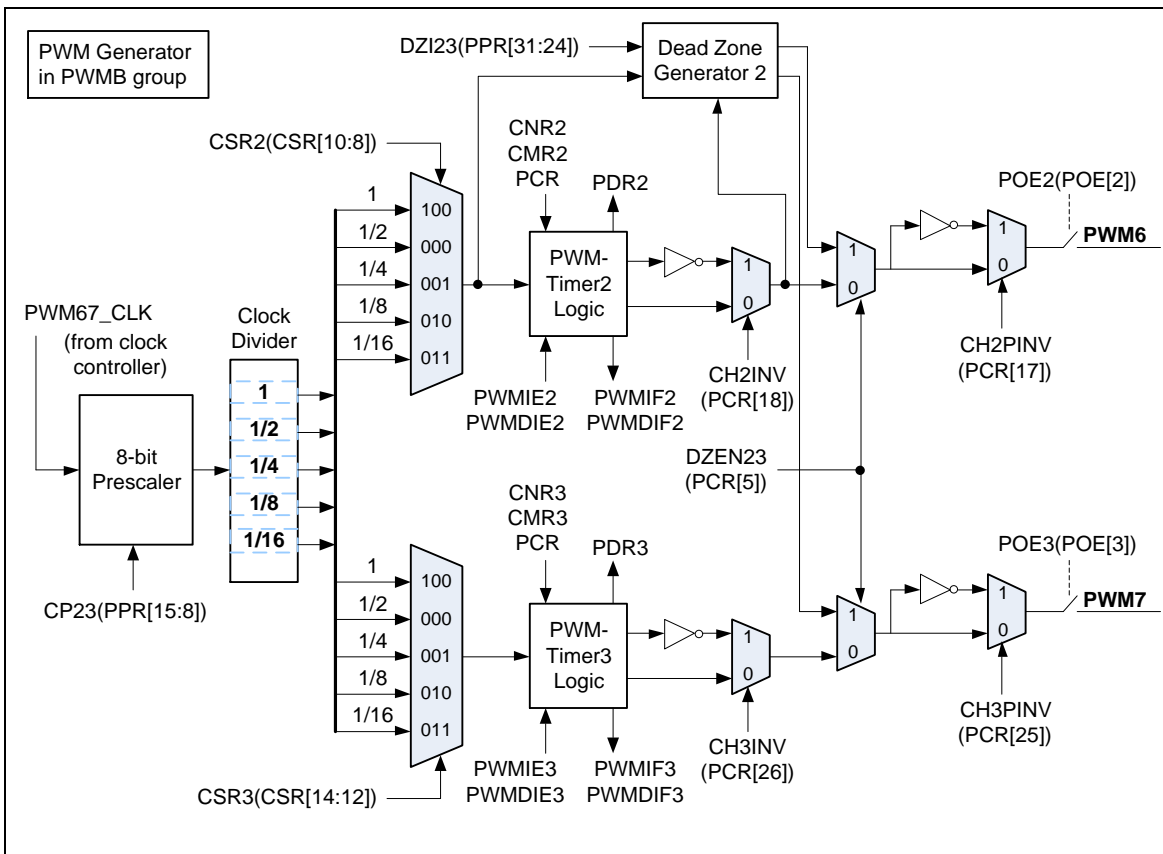 PWM Generator
in PWMB group
DZI23(PPR[31:24])
Dead Zone
Generator 2
CSR2(CSR[10:8])
CNR2
CMR2
PCR
PDR2
POE2(POE[2])
1
1/2
1/4
1/8
1/16
100
000
001
010
011
PWM-
Timer2
Logic
1
0
1
0
1
0
PWM6
PWM67_CLK
(from clock
controller)
Clock
Divider
PWMIE2
PWMDIE2
PWMIF2
PWMDIF2
CH2INV
(PCR[18])
CH2PINV
(PCR[17])
8-bit
Prescaler
1
1/2
1/4
1/8
1/16
DZEN23
(PCR[5])
CP23(PPR[15:8])
CNR3
CMR3
PCR
PDR3
POE3(POE[3])
1
1/2
1/4
1/8
1/16
100
000
001
010
011
PWM-
Timer3
Logic
1
0
1
0
1
0
PWM7
PWMIE3
PWMDIE3
PWMIF3
PWMDIF3
CH3INV
(PCR[26])
CH3PINV
(PCR[25])
CSR3(CSR[14:12])